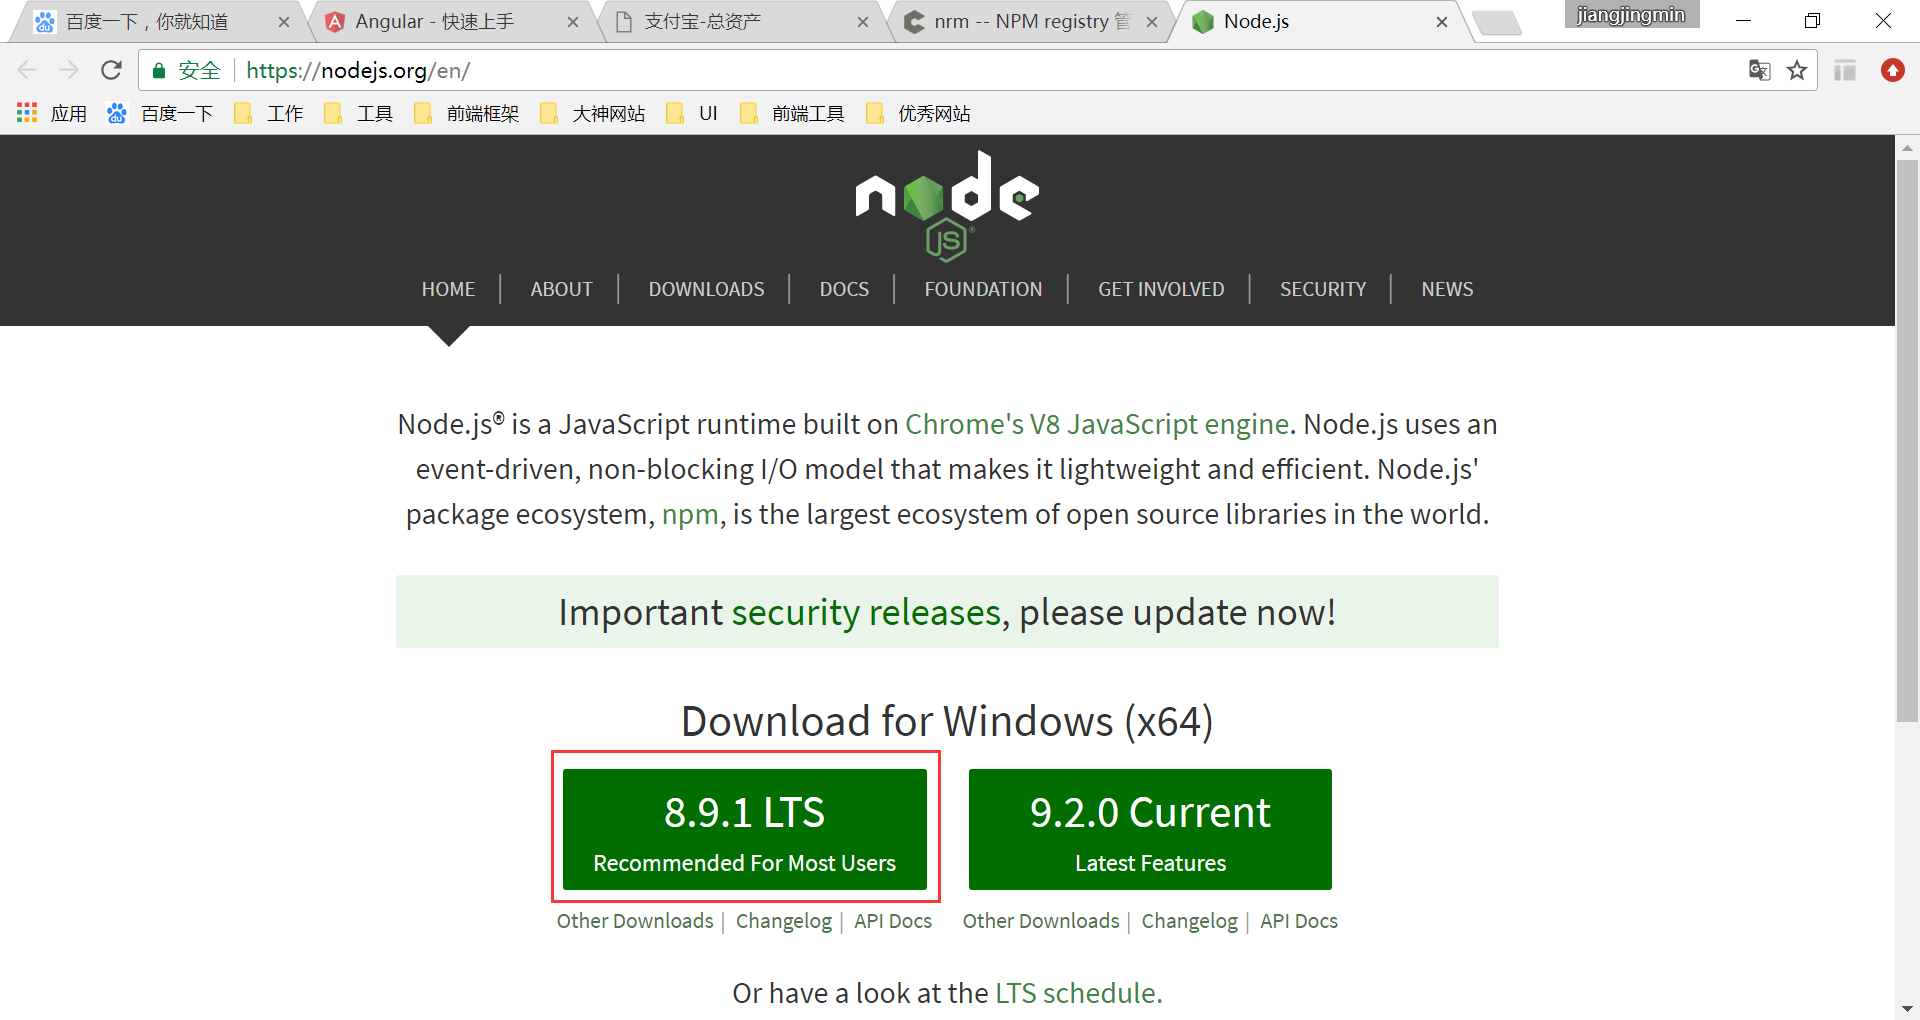 百度一下，你就知道
Angular - 快速上手
支付宝-总资产
nrm -- NPM registry 管
Node.js
jiangjingmin
安全
https://nodejs.org/en/
应用
du
百度一下
工作
工具
前端框架
大神网站
UI
前端工具
优秀网站
node
JS®
HOME | ABOUT | DOWNLOADS | DOCS | FOUNDATION | GET INVOLVED | SECURITY | NEWS
Node.js® is a JavaScript runtime built on Chrome's V8 JavaScript engine. Node.js uses an
event-driven, non-blocking I/O model that makes it lightweight and efficient. Node.js'
package ecosystem, npm, is the largest ecosystem of open source libraries in the world.
Important security releases, please update now!
Download for Windows (x64)
8.9.1 LTS
Recommended For Most Users
9.2.0 Current
Latest Features
Other Downloads | Changelog | API Docs
Other Downloads | Changelog | API Docs
Or have a look at the LTS schedule.